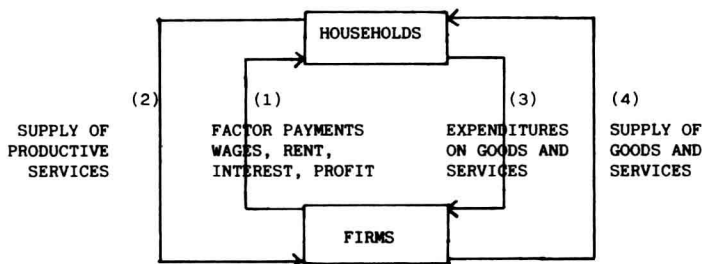 HOUSEHOLDS
(2)
SUPPLY OF
PRODUCTIVE
SERVICES
(1)
FACTOR PAYMENTS
WAGES, RENT,
INTEREST, PROFIT
(3)
EXPENDITURES
ON GOODS AND
SERVICES
(4)
SUPPLY OF
GOODS AND
SERVICES
FIRMS